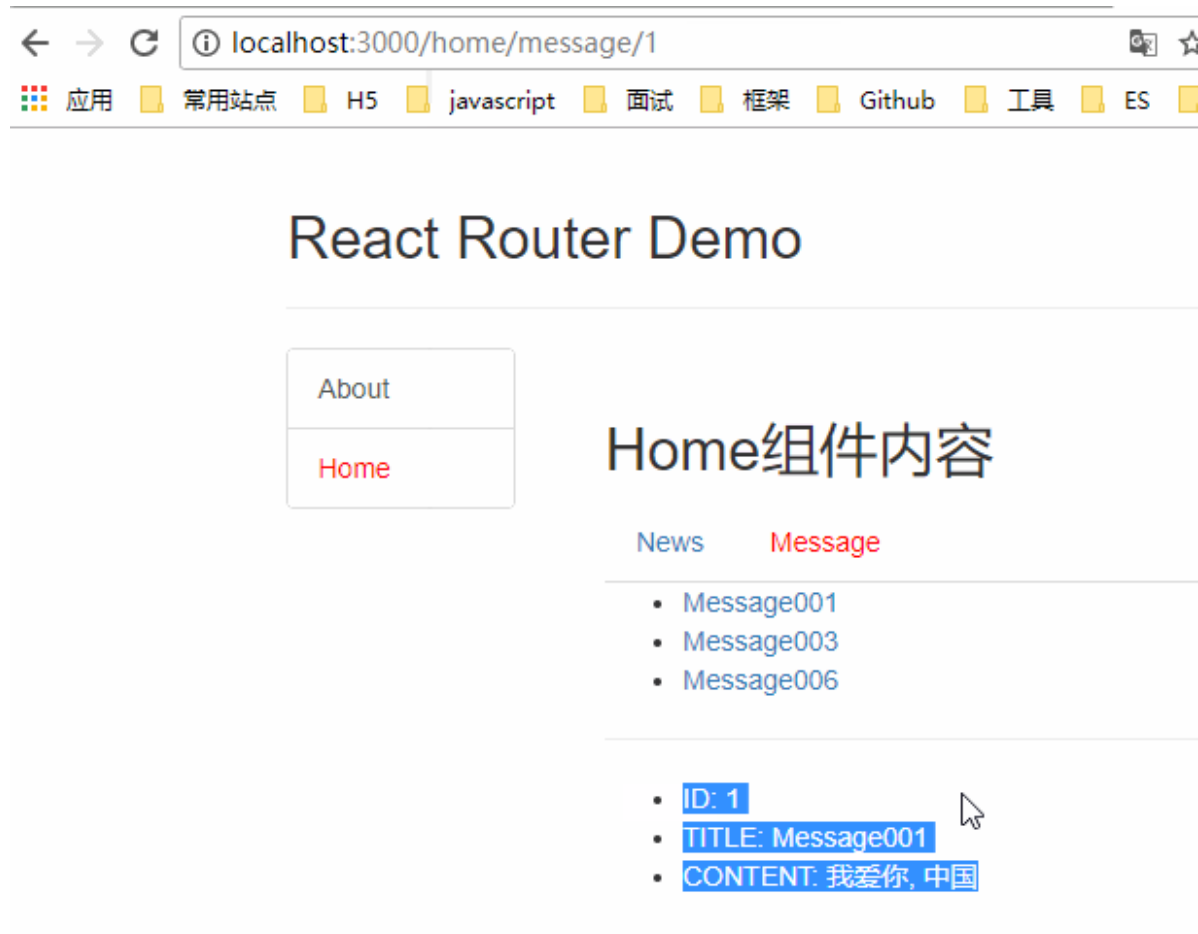 localhost:3000/home/message/1
应用 常用站点 H5 javascript 面试 框架 Github 工具 ES
React Router Demo
About
Home
Home组件内容
News Message
Message001
Message003
Message006
ID: 1
TITLE: Message001
CONTENT: 我爱你, 中国